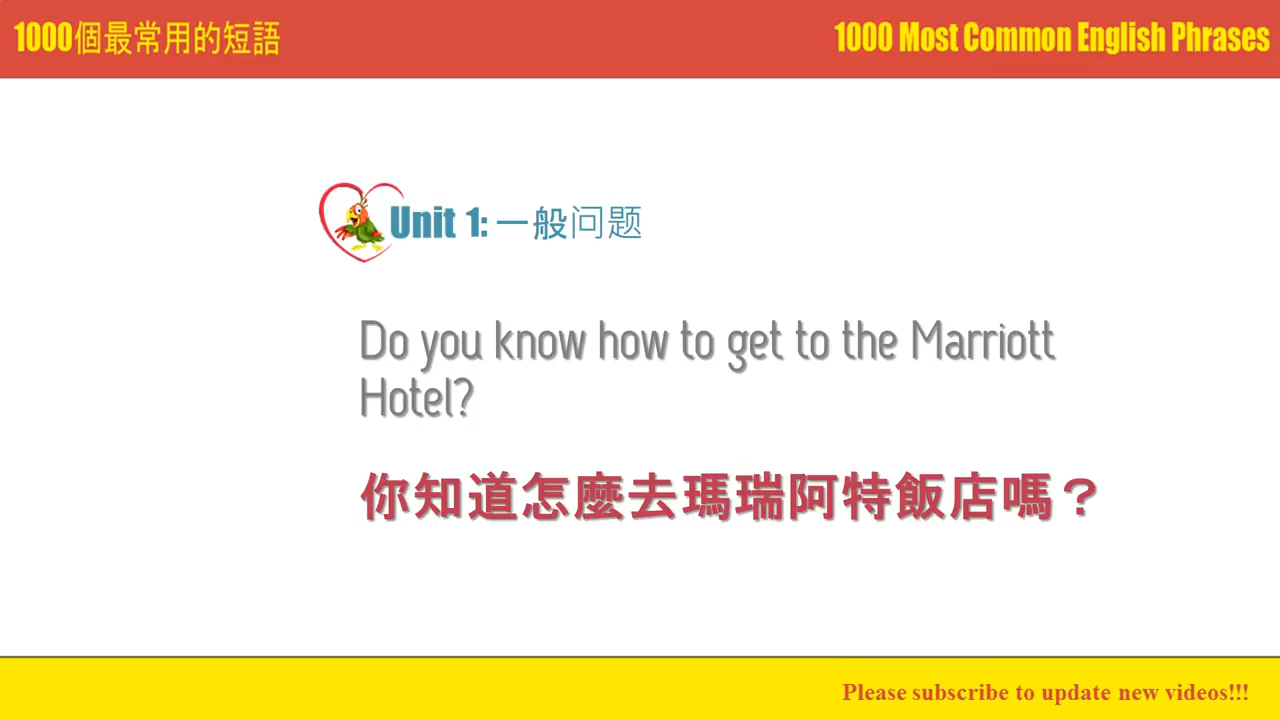 1000個最常用的短語
1000 Most Common English Phrases
Unit 1: 一般问题
Do you know how to get to the Marriott
Hotel?
你知道怎麼去瑪瑞阿特飯店嗎？
Please subscribe to update new videos!!!